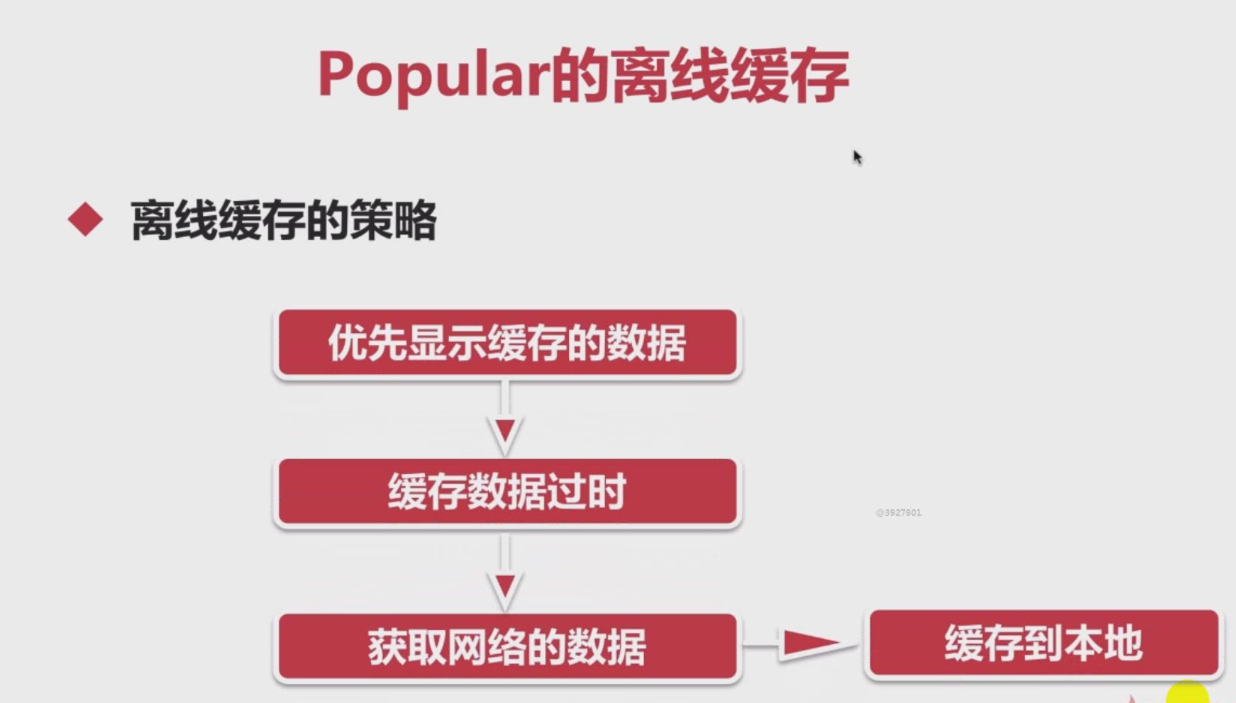 Popular的离线缓存
离线缓存的策略
优先显示缓存的数据
缓存数据过时
@3927801
获取网络的数据
缓存到本地